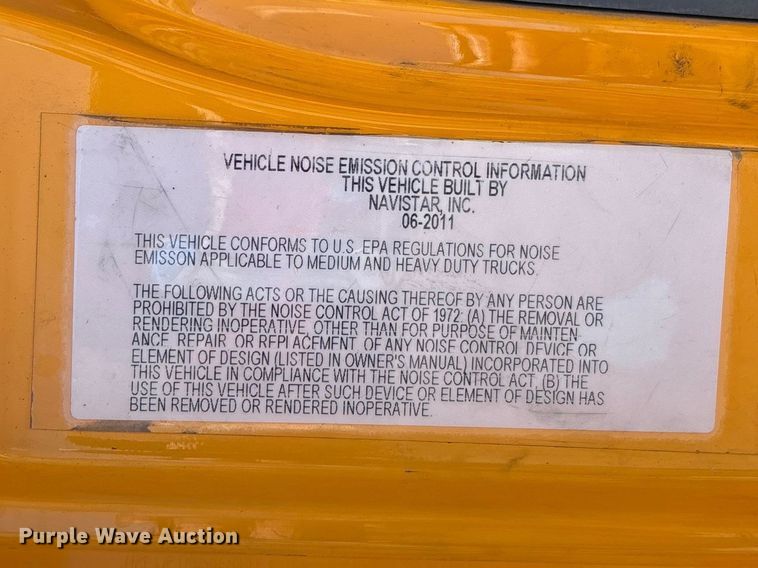 VEHICLE NOISE EMISSION CONTROL INFORMATION
THIS VEHICLE BUILT BY
NAVISTAR, INC.
06-2011
THIS VEHICLE CONFORMS TO U.S. EPA REGULATIONS FOR NOISE
EMISSON APPLICABLE TO MEDIUM AND HEAVY DUTY TRUCKS.
THE FOLLOWING ACTS OR THE CAUSING THEREOF BY ANY PERSON ARE
PROHIBITED BY THE NOISE CONTROL ACT OF 1972: (A) THE REMOVAL OR
RENDERING INOPERATIVE, OTHER THAN FOR PURPOSE OF MAINTEN-
ANCE, REPAIR, OR REPLACEMENT, OF ANY NOISE CONTROL DEVICE OR
ELEMENT OF DESIGN (LISTED IN OWNER'S MANUAL) INCORPORATED INTO
THIS VEHICLE IN COMPLIANCE WITH THE NOISE CONTROL ACT, (B) THE
USE OF THIS VEHICLE AFTER SUCH DEVICE OR ELEMENT OF DESIGN HAS
BEEN REMOVED OR RENDERED INOPERATIVE.
Purple Wave Auction